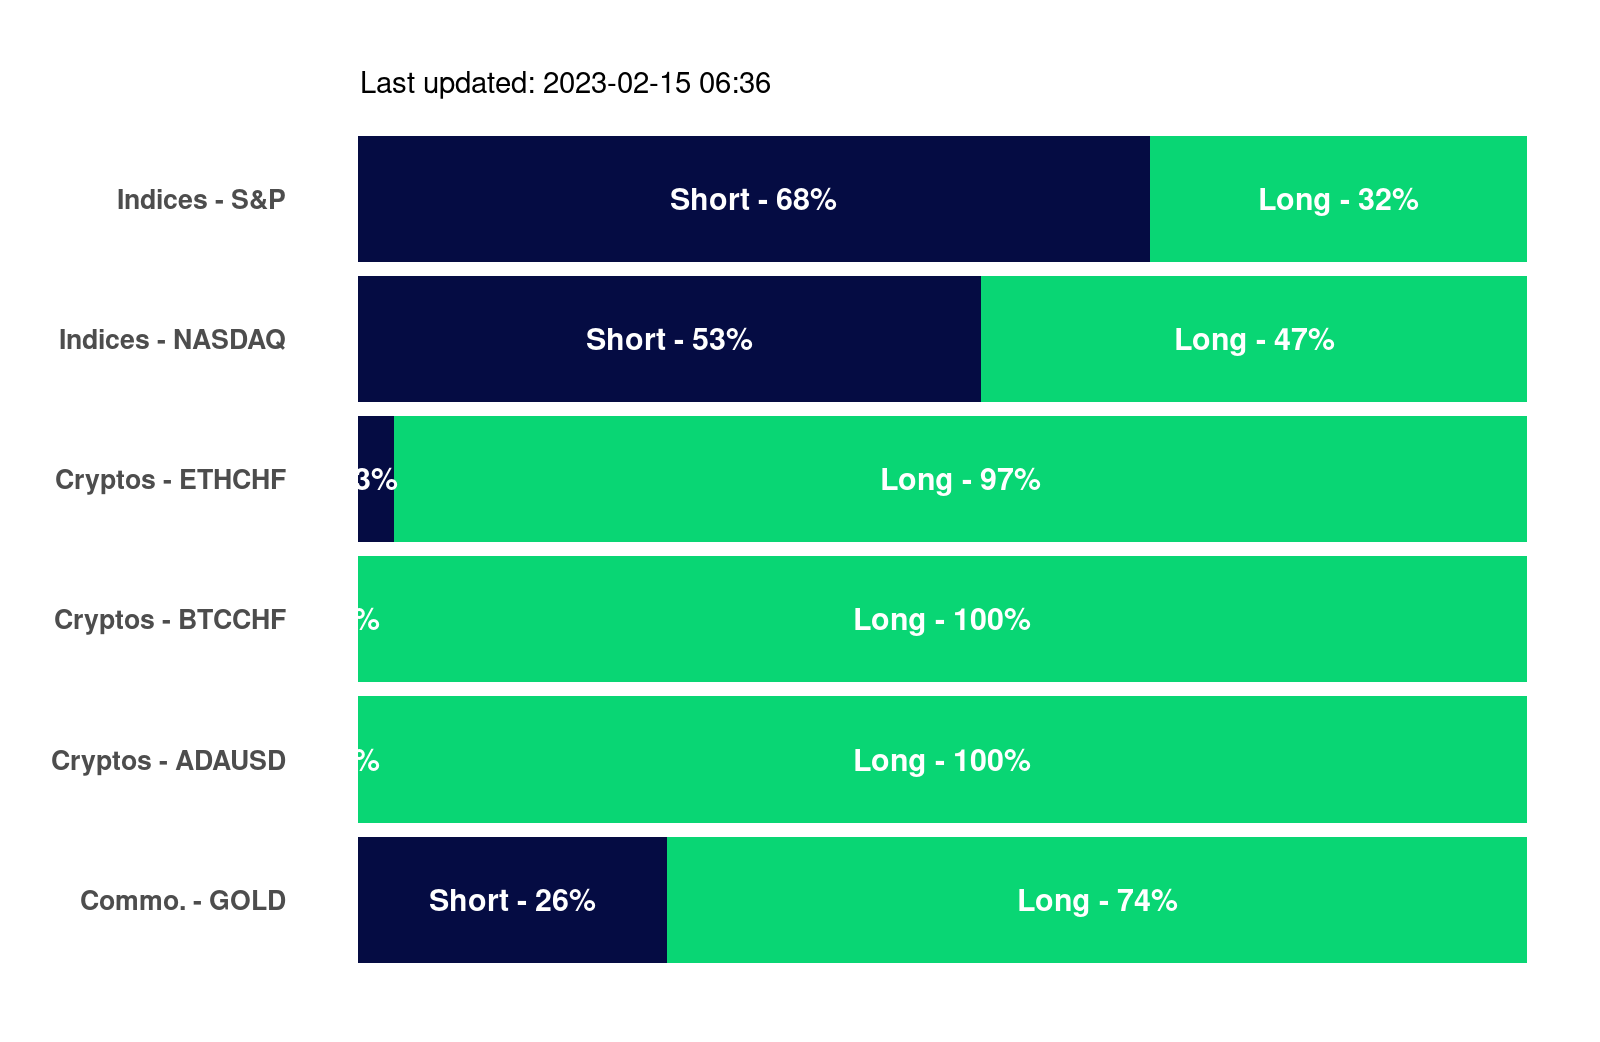 Last updated: 2023-02-15 06:36
Indices - S&P Short - 68% Long - 32%
Indices - NASDAQ Short - 53% Long - 47%
Cryptos - ETHCHF 3% Long - 97%
Cryptos - BTCCHF % Long - 100%
Cryptos - ADAUSD % Long - 100%
Commo. - GOLD Short - 26% Long - 74%